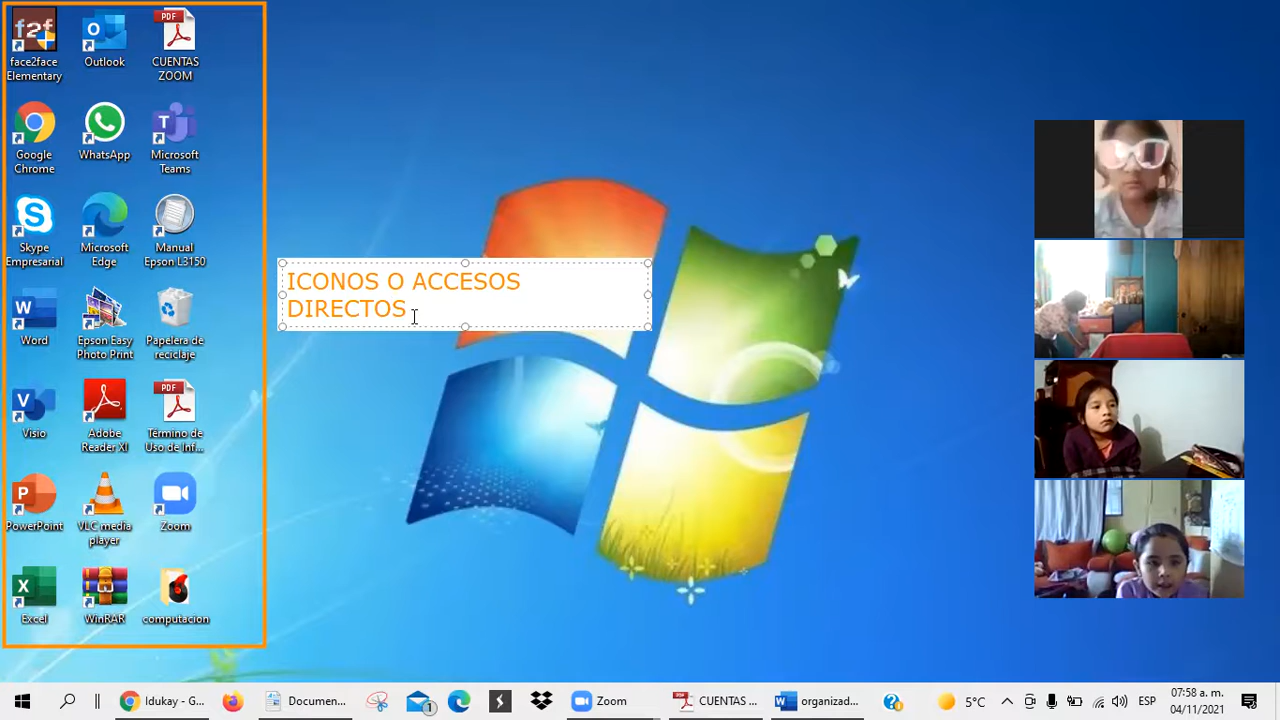 f2f
face2face
Elementary
Outlook
PDF
CUENTAS
ZOOM
Google
Chrome
WhatsApp
Microsoft
Teams
Skype
Empresarial
Microsoft
Edge
Manual
Epson L3150
Word
Epson Easy
Photo Print
Papelera de
reciclaje
Visio
Adobe
Reader XI
PDF
Término de
Uso de Inf...
PowerPoint
VLC media
player
Zoom
Excel
WinRAR
computacion
ICONOS O ACCESOS
DIRECTOS
Idukay - G...
Documen...
1
Zoom
CUENTAS ...
organizad...
5°C
ESP
07:58 a. m.
04/11/2021